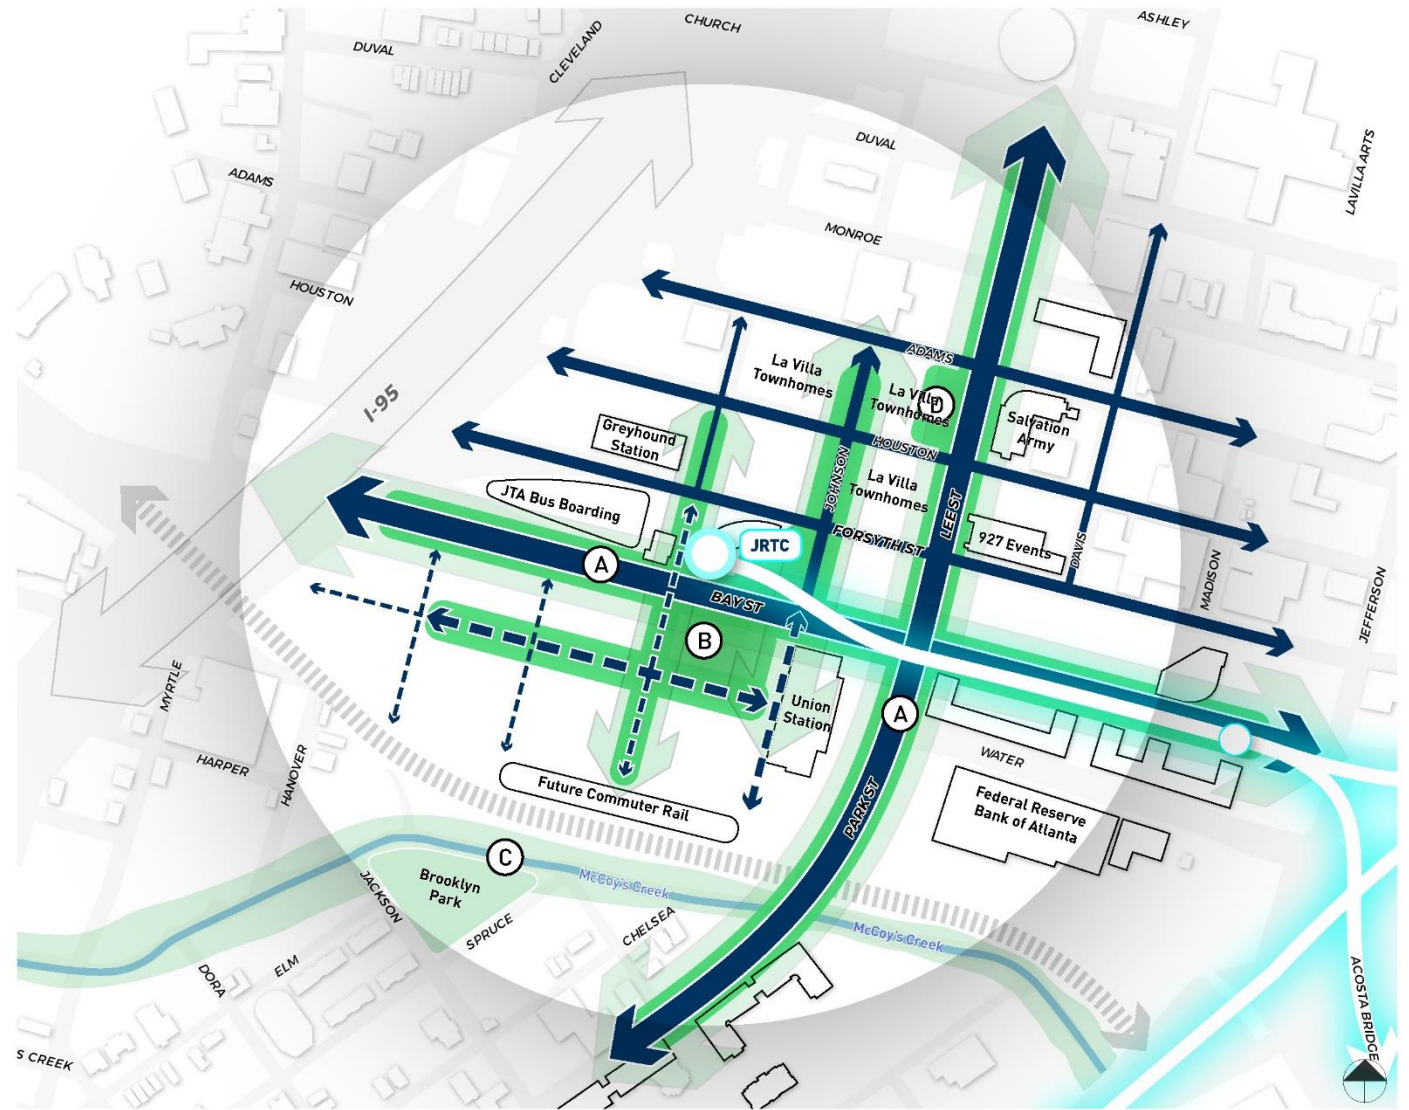 CHURCH
ASHLEY
DUVAL
CLEVELAND
DUVAL
LAVILLA ARTS
ADAMS
MONROE
HOUSTON
I-95
ADAMS
La Villa
Townhomes
La Villa
Townhomes
D
Salvation
Army
Greyhound
Station
HOUSTON
JOHNSON
La Villa
Townhomes
LEE ST
JTA Bus Boarding
FORSYTH ST
927 Events
DAVIS
JRTC
A
MADISON
JEFFERSON
BAY ST
B
MYRTLE
Union
Station
A
WATER
HARPER
HANOVER
Future Commuter Rail
PARK ST
Federal Reserve
Bank of Atlanta
C
Brooklyn
Park
McCoy's Creek
JACKSON
SPRUCE
CHELSEA
McCoy's Creek
DORA
ELM
ACOSTA BRIDGE
S CREEK